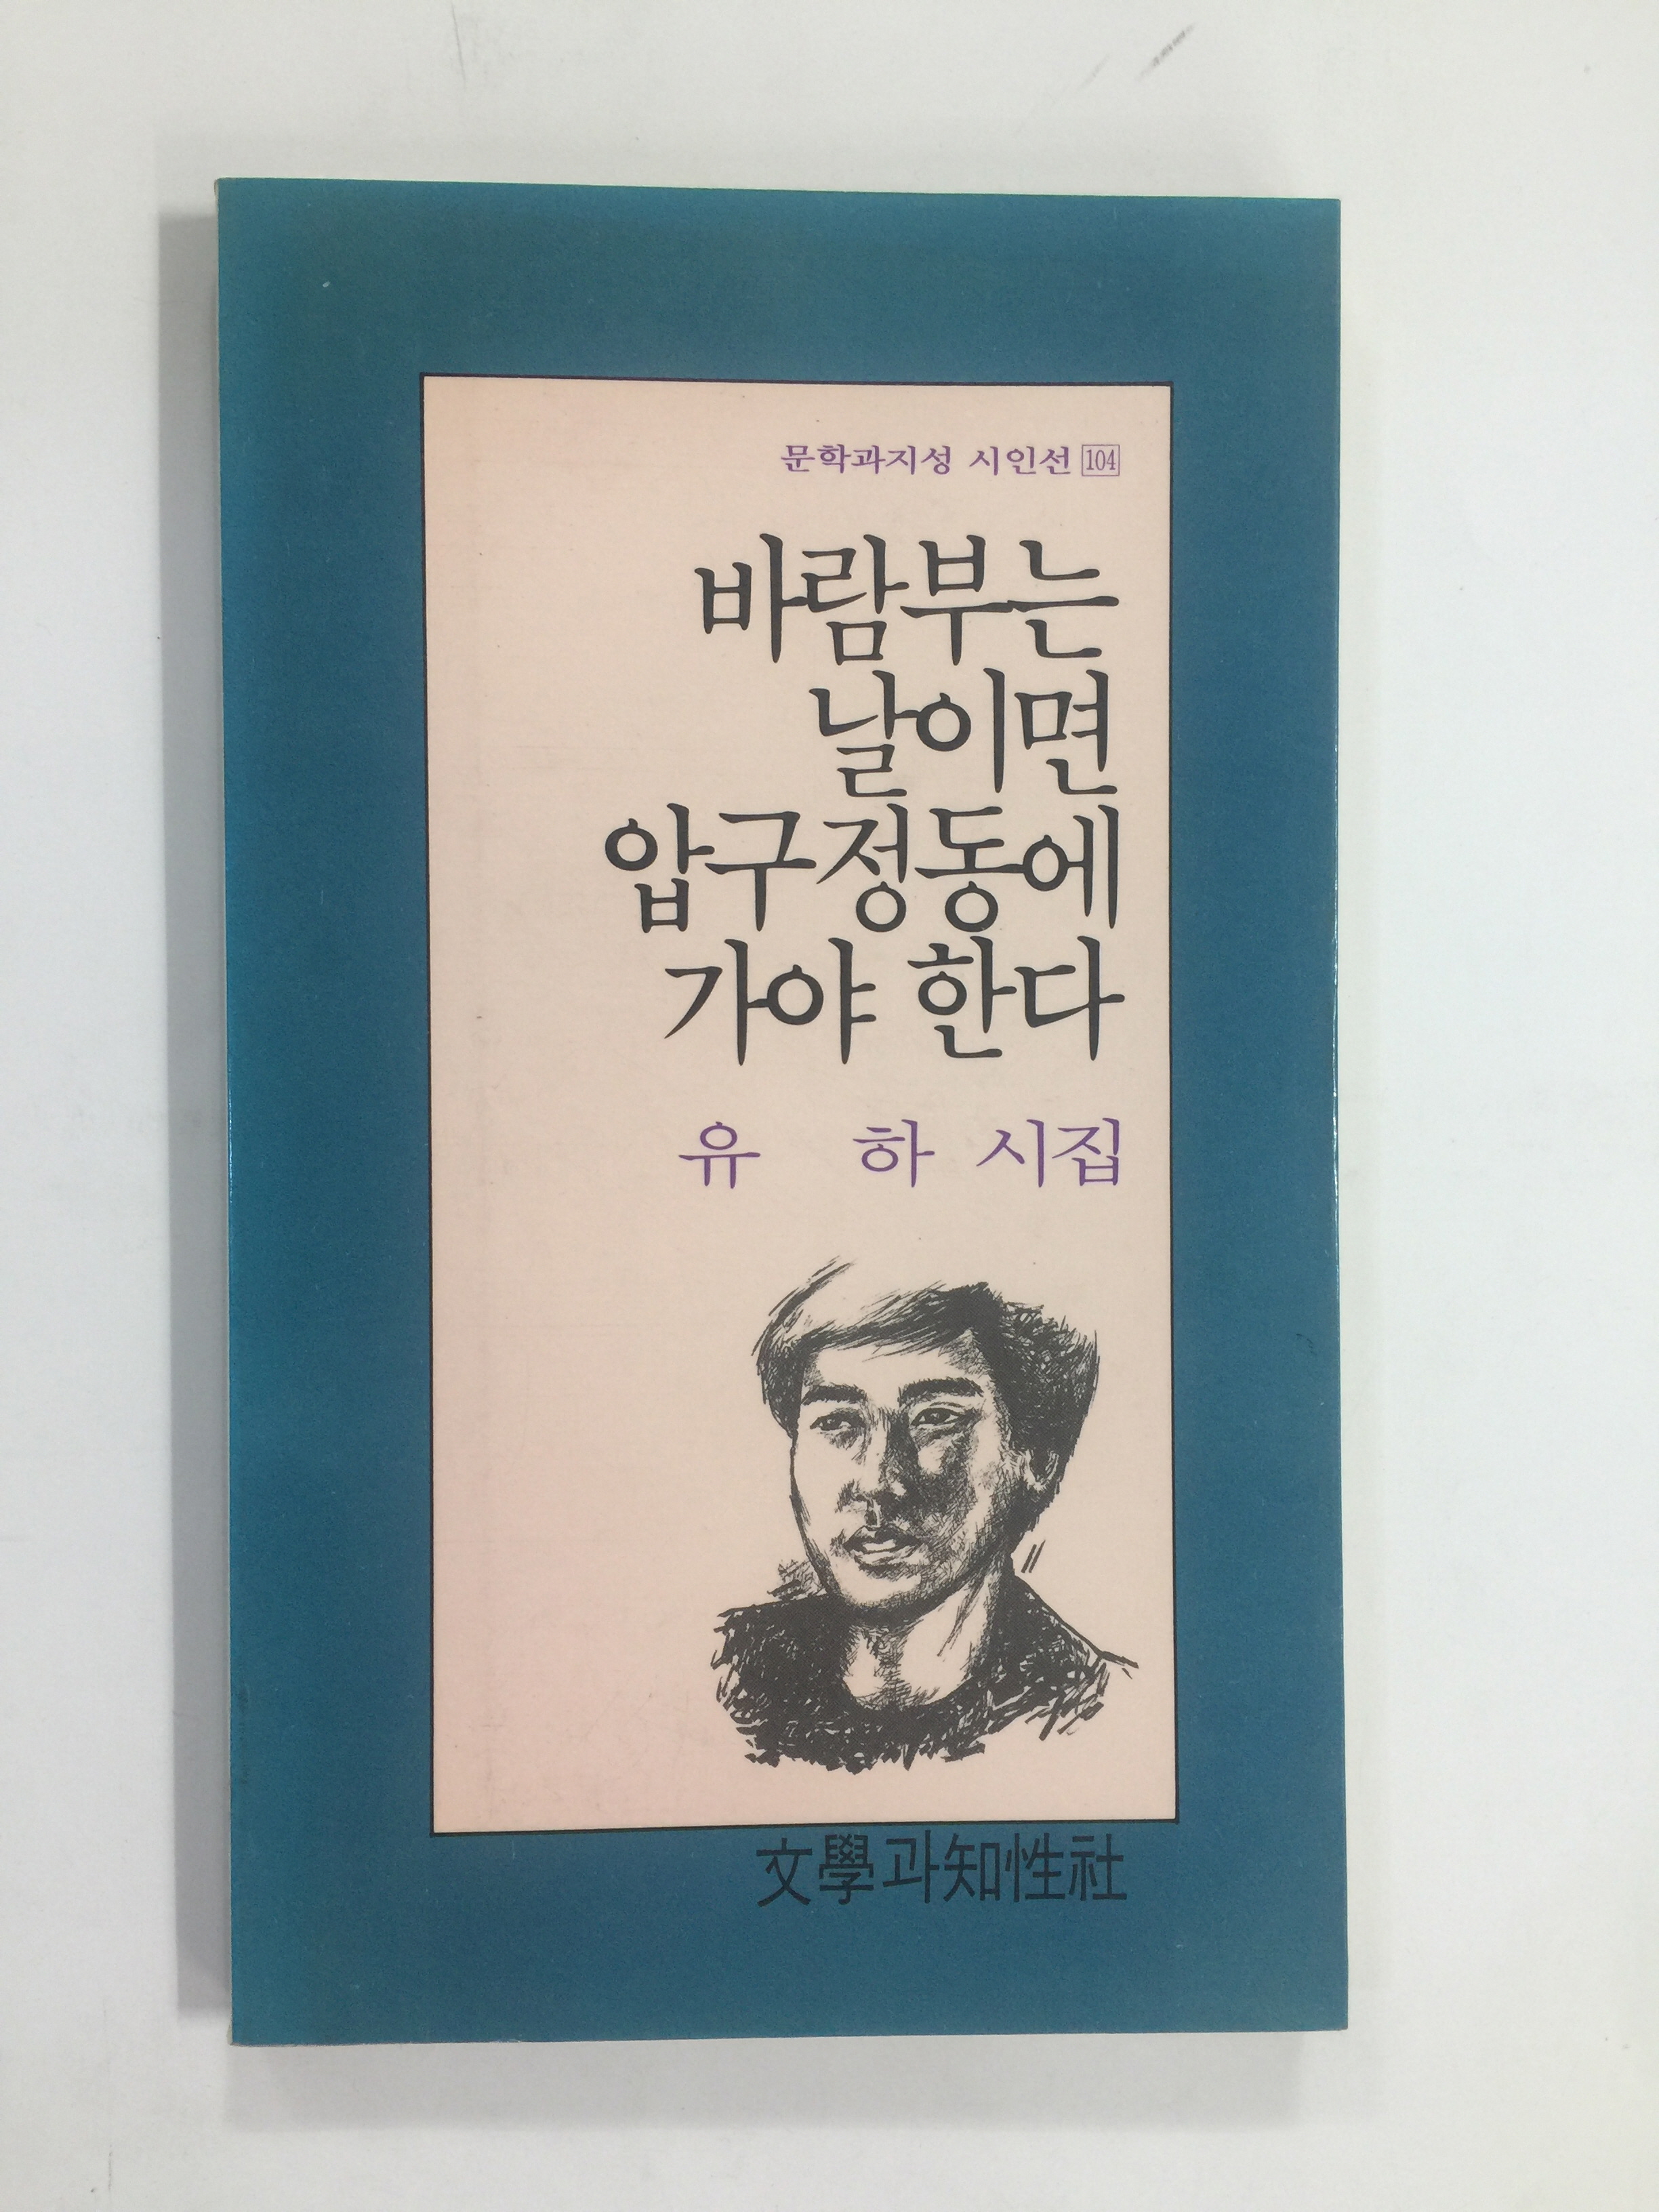 문학과지성 시인선 104
바람부는
날이면
압구정동에
가야 한다
유 하 시집
文學과知性社